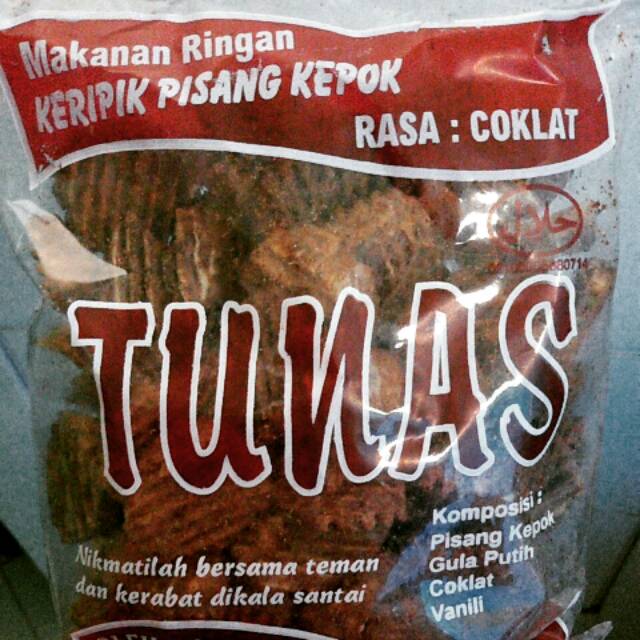 Makanan Ringan
KERIPIK PISANG KEPOK
RASA : COKLAT
حلال
TUNAS
Komposisi :
Pisang Kepok
Gula Putih
Coklat
Vanili
Nikmatilah bersama teman
dan kerabat dikala santai